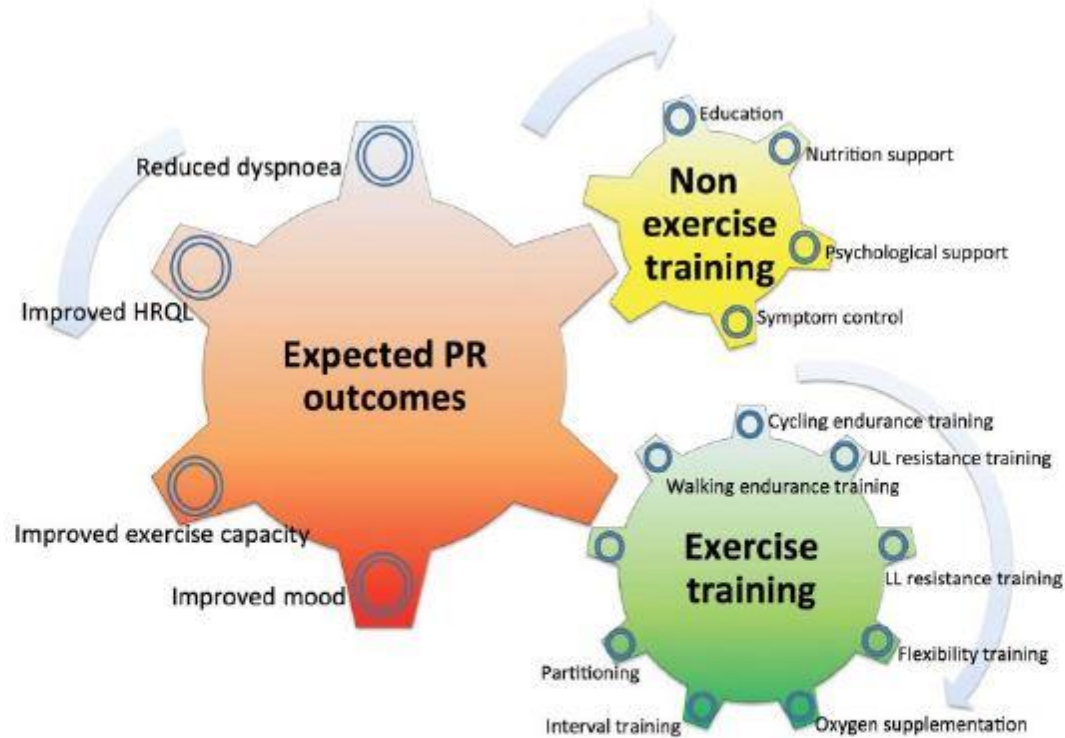 Reduced dyspnoea
Improved HRQL
Expected PR
outcomes
Improved exercise capacity
Improved mood
Education
Nutrition support
Non
exercise
training
Psychological support
Symptom control
Cycling endurance training
UL resistance training
Walking endurance training
Exercise
training
LL resistance training
Flexibility training
Partitioning
Interval training
Oxygen supplementation